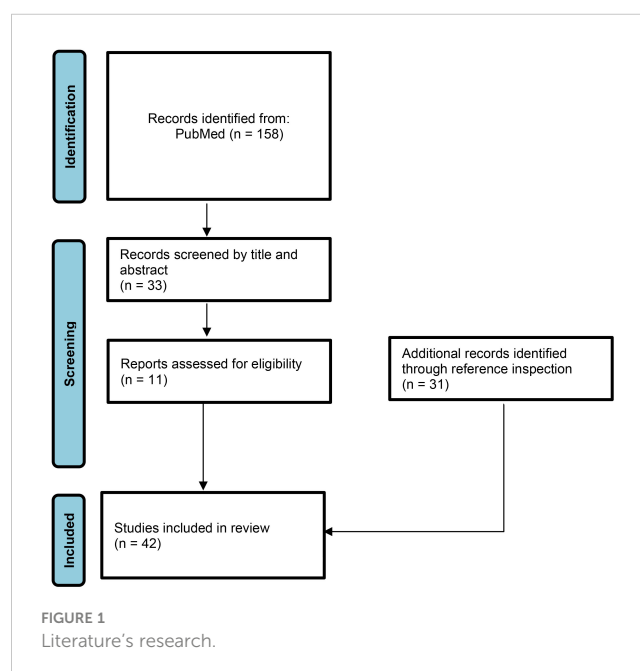 Identification
Records identified from:
PubMed (n = 158)
Screening
Records screened by title and
abstract
(n = 33)
Reports assessed for eligibility
(n = 11)
Additional records identified
through reference inspection
(n = 31)
Included
Studies included in review
(n = 42)
FIGURE 1
Literature's research.